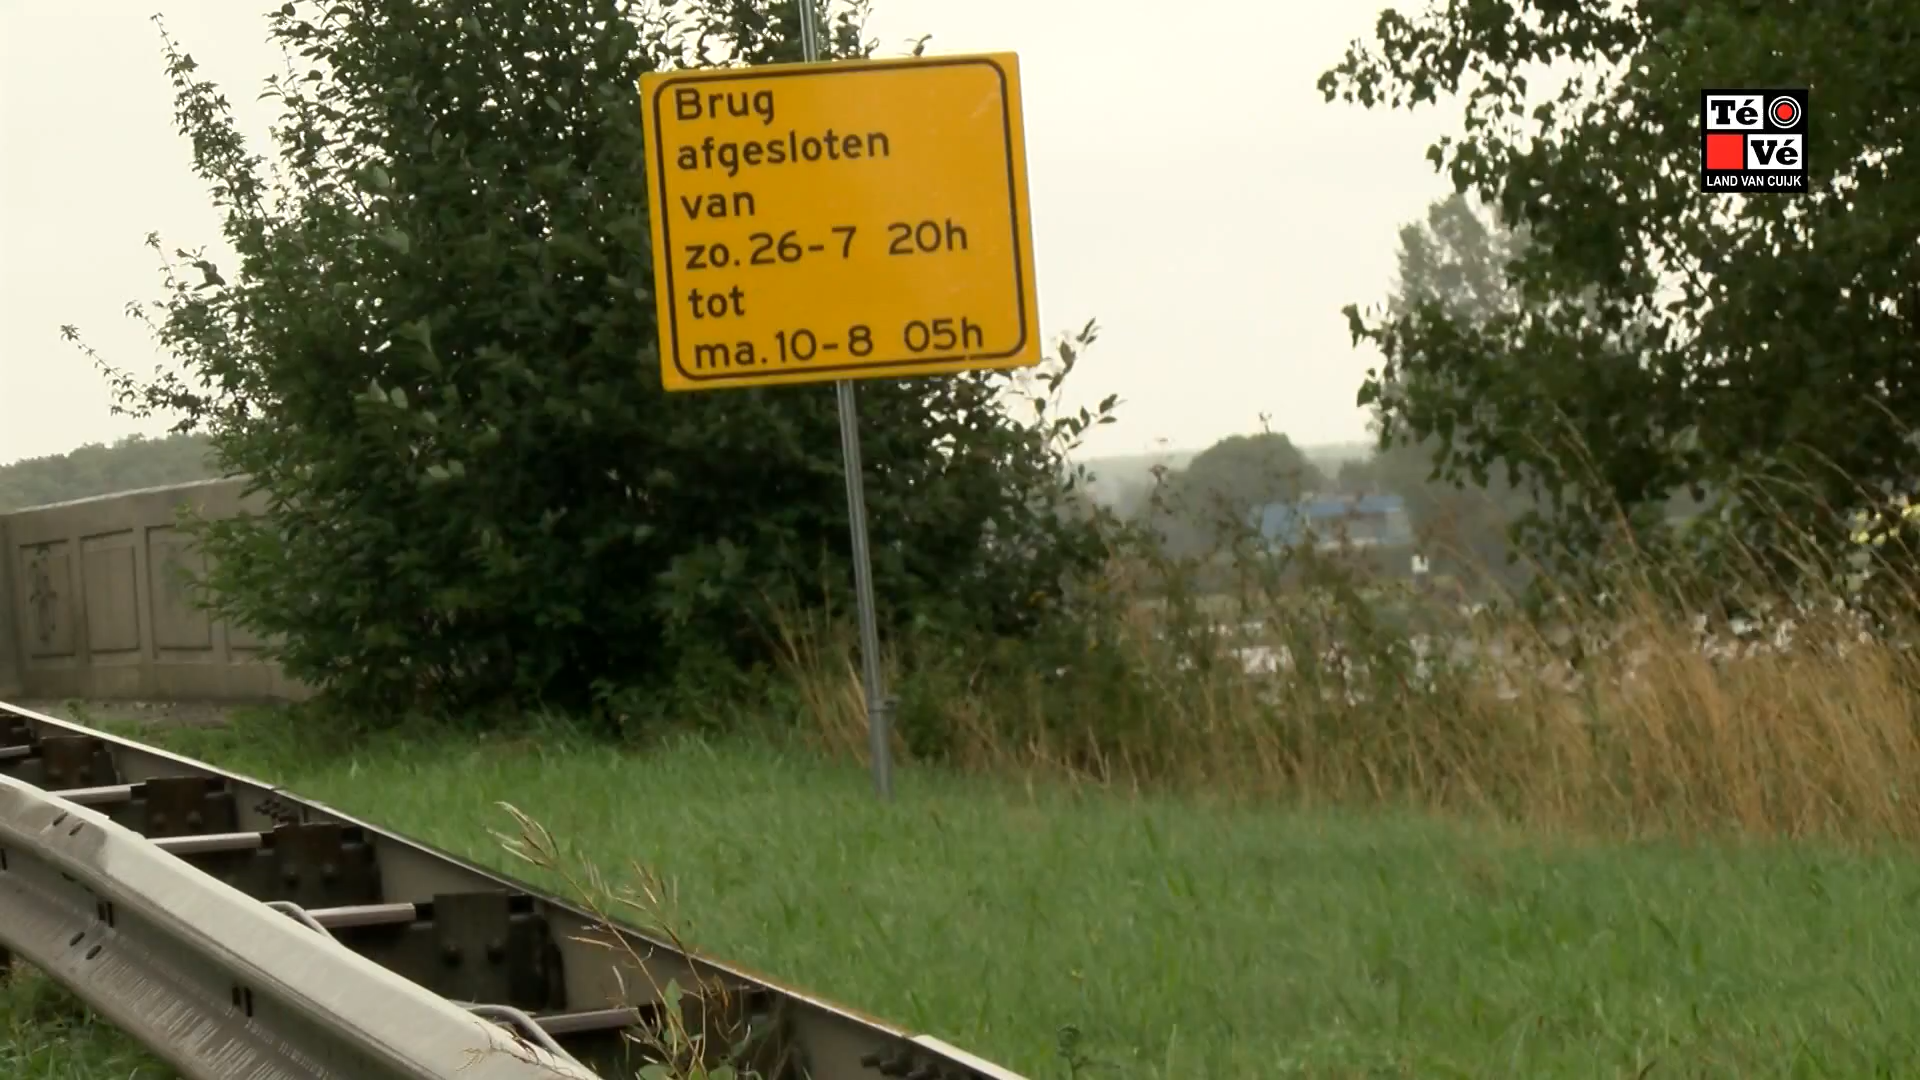 Brug
afgesloten
van
zo. 26-7 20h
tot
ma. 10-8 05h
Té
Vé
LAND VAN CUIJK